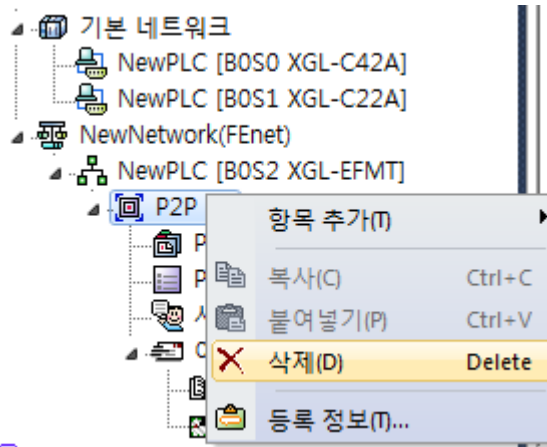 기본 네트워크
NewPLC [B0S0 XGL-C42A]
NewPLC [B0S1 XGL-C22A]
NewNetwork(FEnet)
NewPLC [B0S2 XGL-EFMT]
P2P
항목 추가(T)
P
P
복사(C) Ctrl+C
붙여넣기(P) Ctrl+V
삭제(D) Delete
등록 정보(T)...